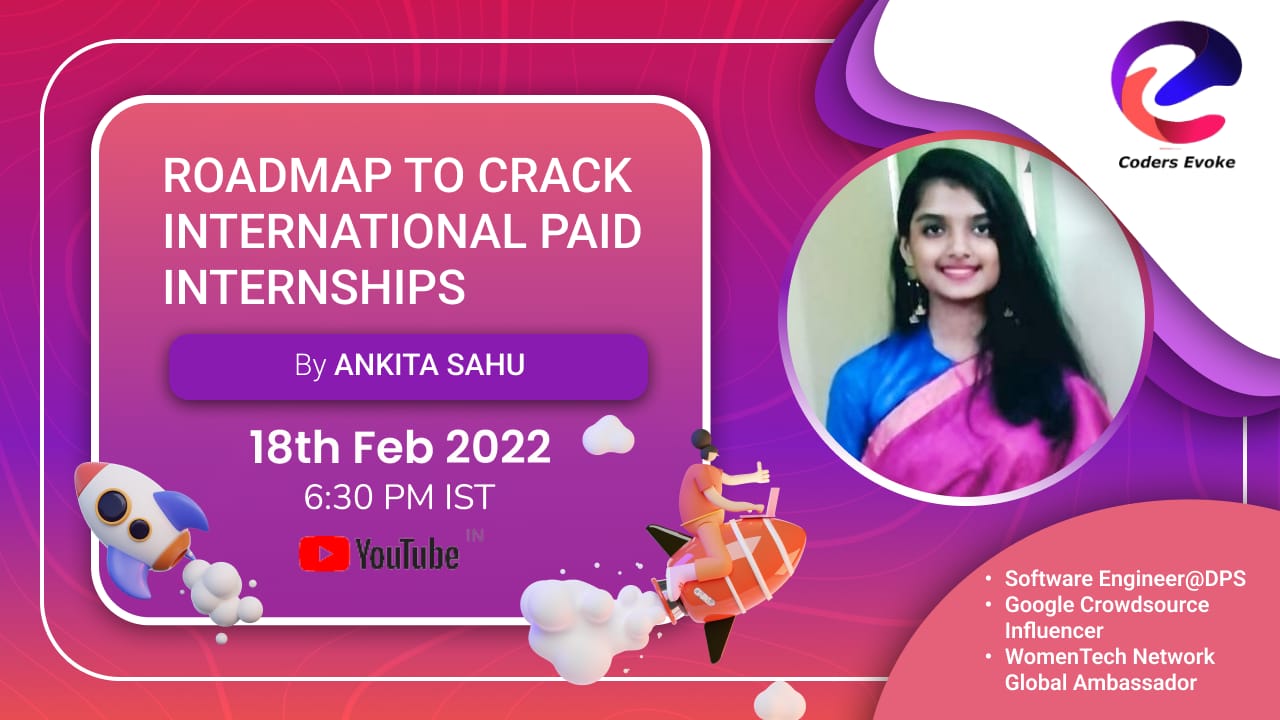 ROADMAP TO CRACK
INTERNATIONAL PAID
INTERNSHIPS
By ANKITA SAHU
18th Feb 2022
6:30 PM IST
YouTube IN
Coders Evoke
• Software Engineer@DPS
• Google Crowdsource
Influencer
• WomenTech Network
Global Ambassador